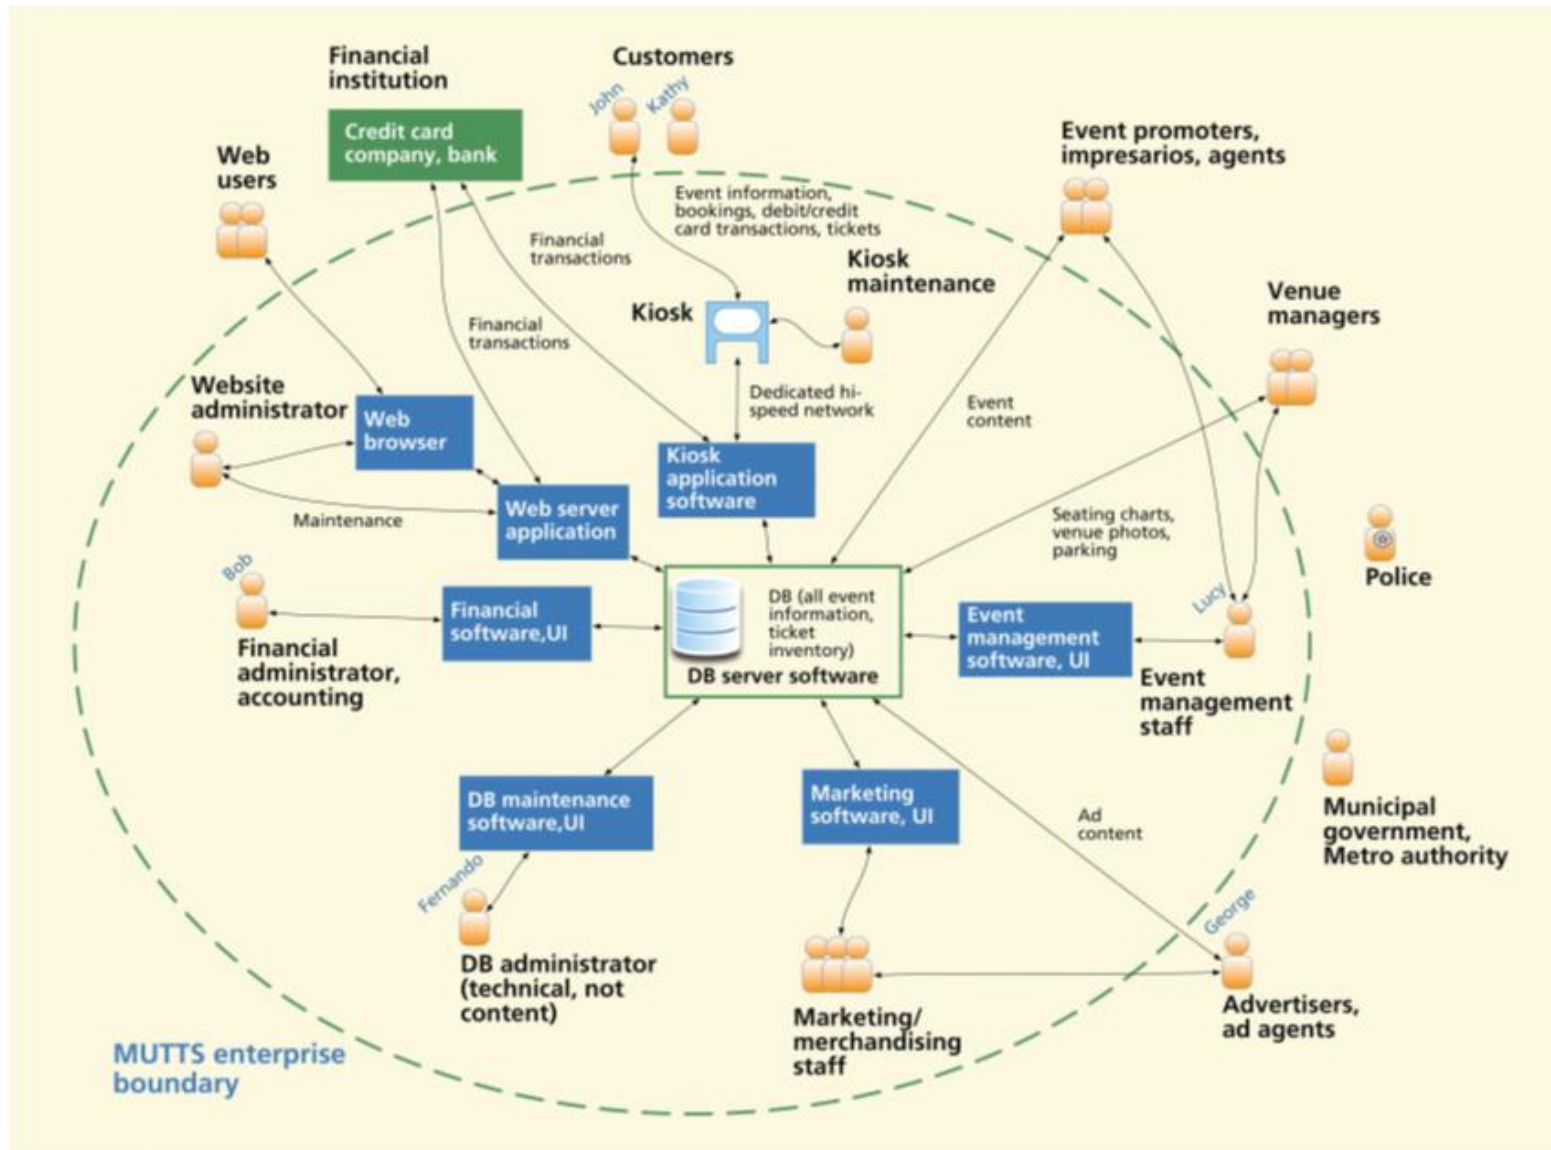 Financial
institution
Credit card
company, bank
Customers
John
Kathy
Event promoters,
impresarios, agents
Web
users
Event information,
bookings, debit/credit
card transactions, tickets
Financial
transactions
Kiosk
maintenance
Kiosk
Venue
managers
Financial
transactions
Website
administrator
Dedicated hi-
speed network
Event
content
Web
browser
Kiosk
application
software
Web server
application
Maintenance
Seating charts,
venue photos,
parking
Police
Bob
Financial
administrator,
accounting
Financial
software,UI
DB (all event
information,
ticket
inventory)
DB server software
Event
management
software, UI
Lucy
Event
management
staff
Municipal
government,
Metro authority
DB maintenance
software,UI
Marketing
software, UI
Ad
content
Fernando
DB administrator
(technical, not
content)
Marketing/
merchandising
staff
George
Advertisers,
ad agents
MUTTS enterprise
boundary